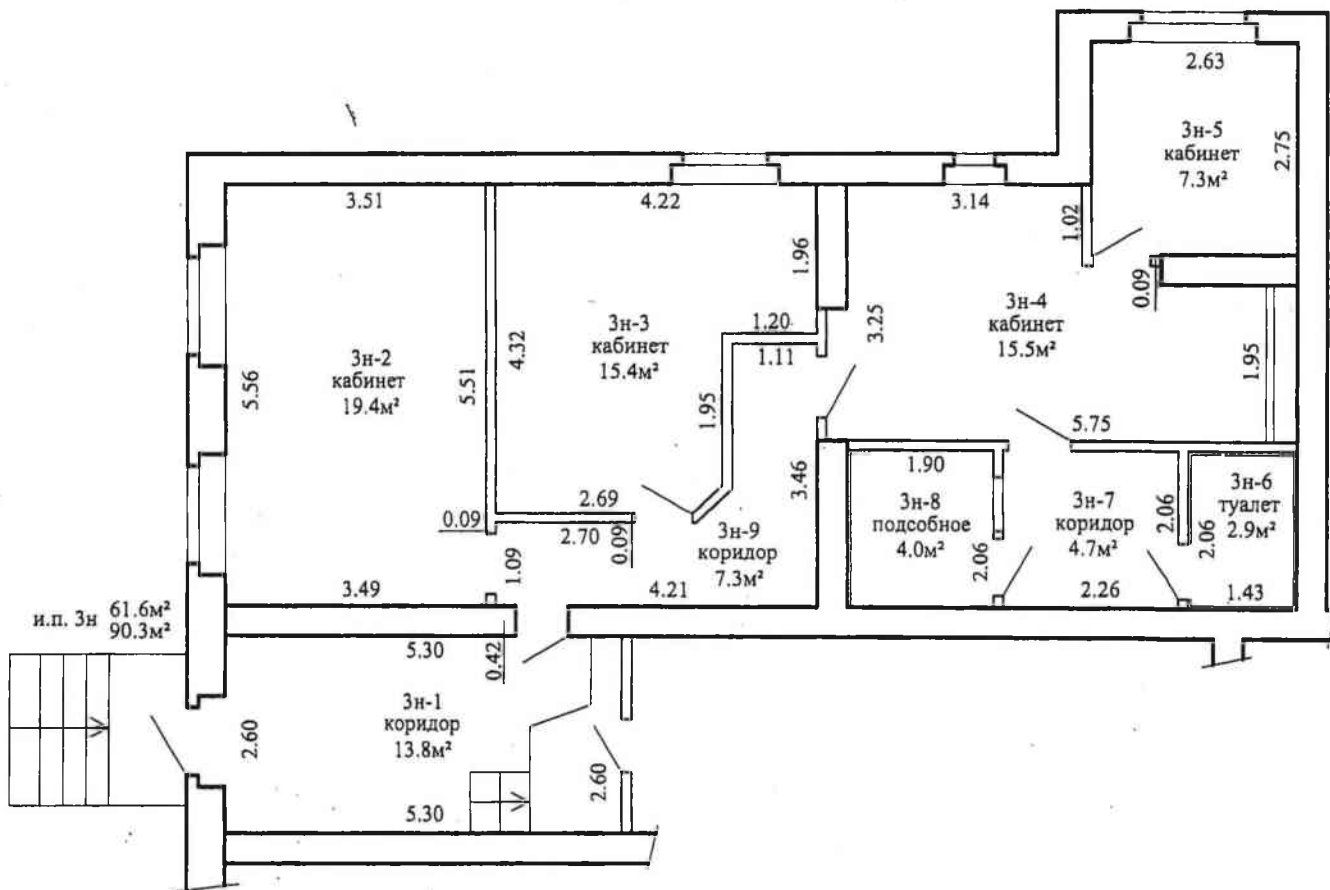 2.63
3н-5
кабинет
7.3м²
2.75
3.51
4.22
3.14
1.02
1.96
0.09
3н-2
кабинет
19.4м²
5.56
5.51
4.32
3н-3
кабинет
15.4м²
1.20
1.11
1.95
3.25
3н-4
кабинет
15.5м²
1.95
5.75
3.46
2.69
2.70
0.09
0.09
1.09
3н-9
коридор
7.3м²
4.21
3.49
1.90
3н-8
подсобное
4.0м²
2.06
3н-7
коридор
4.7м²
2.06
2.26
3н-6
туалет
2.9м²
2.06
1.43
и.п. 3н
61.6м²
90.3м²
5.30
0.42
3н-1
коридор
13.8м²
2.60
2.60
5.30